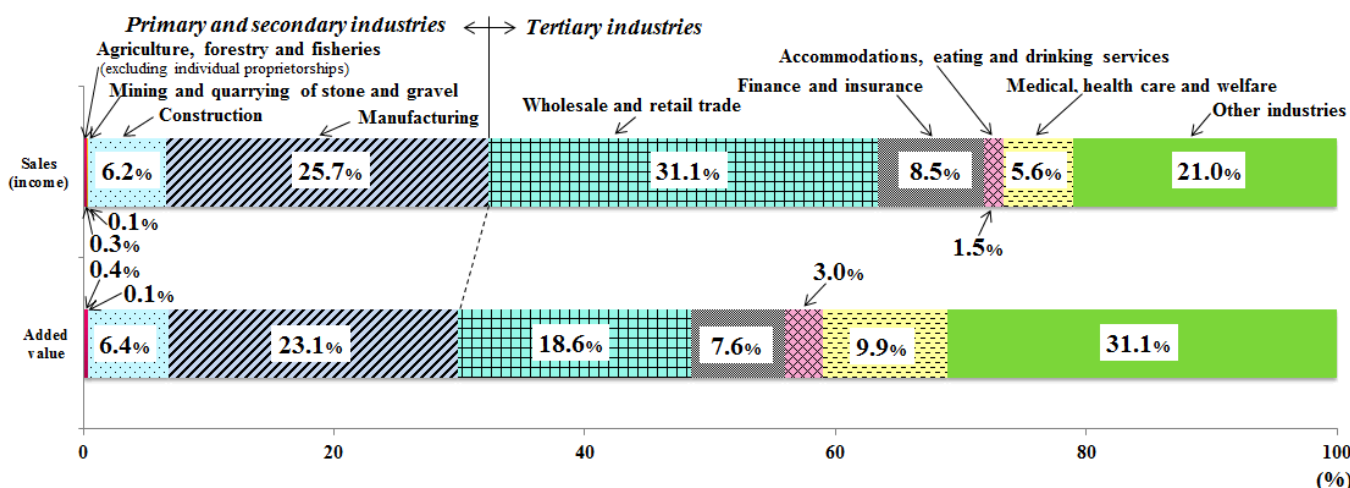 Primary and secondary industries
Tertiary industries
Agriculture, forestry and fisheries
(excluding individual proprietorships)
Accommodations, eating and drinking services
Mining and quarrying of stone and gravel
Finance and insurance
Medical, health care and welfare
Construction
Manufacturing
Wholesale and retail trade
Other industries
Sales
(income)
6.2%
25.7%
31.1%
8.5%
5.6%
21.0%
0.1%
0.3%
1.5%
0.4%
0.1%
3.0%
Added
value
6.4%
23.1%
18.6%
7.6%
9.9%
31.1%
0
20
40
60
80
100
(%)